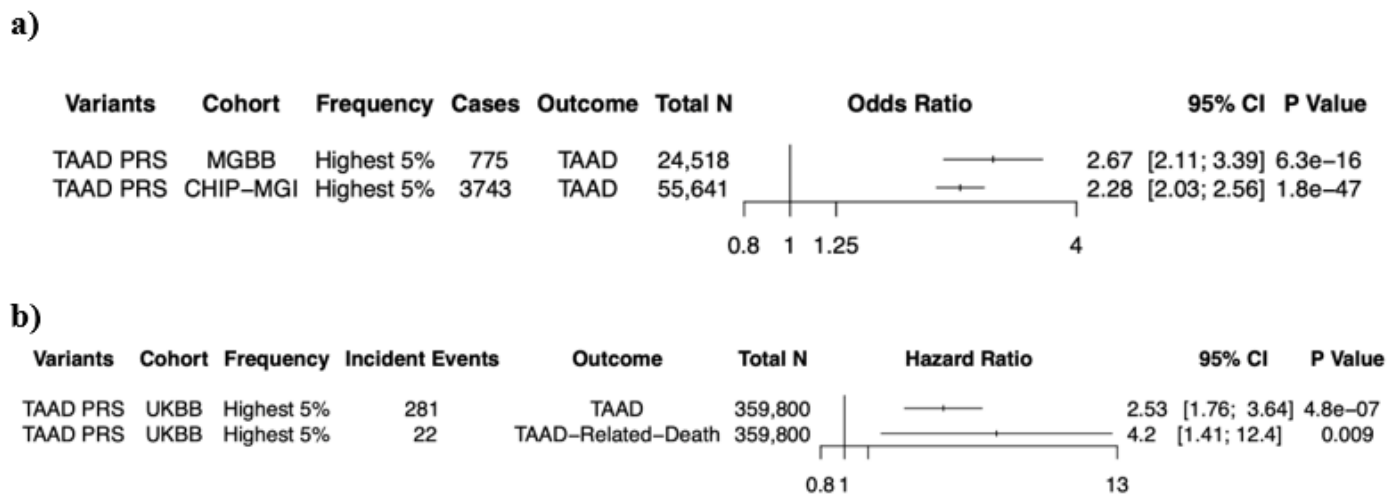 a)
Variants Cohort Frequency Cases Outcome Total N Odds Ratio 95% CI P Value
TAAD PRS MGBB Highest 5% 775 TAAD 24,518 2.67 [2.11; 3.39] 6.3e−16
TAAD PRS CHIP−MGI Highest 5% 3743 TAAD 55,641 2.28 [2.03; 2.56] 1.8e−47
0.8 1 1.25 4
b)
Variants Cohort Frequency Incident Events Outcome Total N Hazard Ratio 95% CI P Value
TAAD PRS UKBB Highest 5% 281 TAAD 359,800 2.53 [1.76; 3.64] 4.8e−07
TAAD PRS UKBB Highest 5% 22 TAAD−Related−Death 359,800 4.2 [1.41; 12.4] 0.009
0.8 1 13